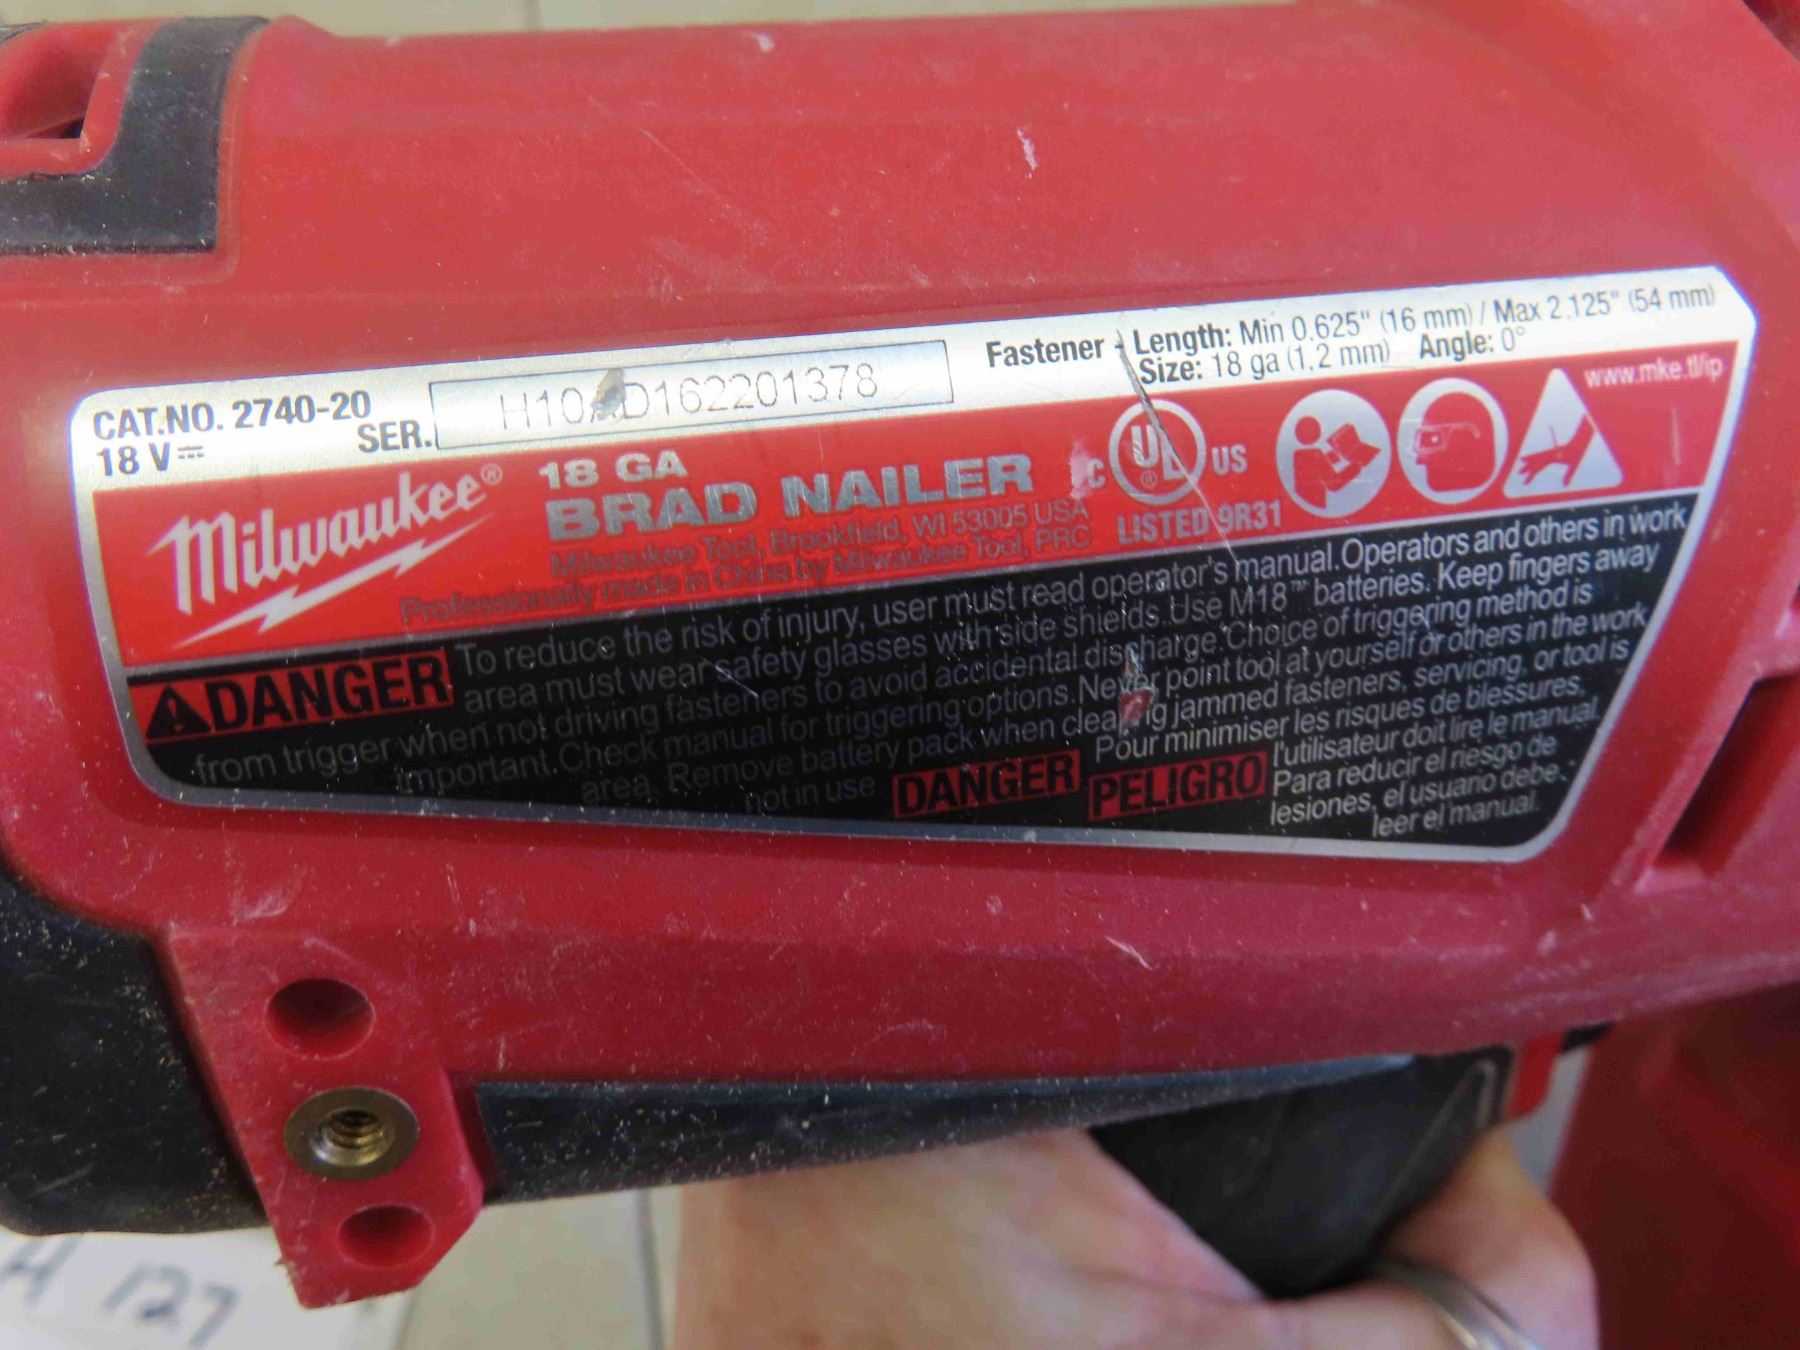 CAT.NO. 2740-20
18 V
SER. H10AD162201378
Fastener - Length: Min 0.625" (16 mm) / Max 2.125" (54 mm)
Size: 18 ga (1.2 mm) Angle: 0°
www.mke.tl/ip
Milwaukee®
18 GA
BRAD NAILER
Milwaukee Tool, Brookfield, WI 53005 USA
Professionally made in China by Milwaukee Tool, PRC
C UL® US
LISTED 9R31
DANGER To reduce the risk of injury, user must read operator's manual. Operators and others in work
area must wear safety glasses with side shields. Use M18™ batteries. Keep fingers away
from trigger when not driving fasteners to avoid accidental discharge. Choice of triggering method is
important. Check manual for triggering options. Never point tool at yourself or others in the work
area. Remove battery pack when clearing jammed fasteners, servicing, or tool is
not in use.
DANGER Pour minimiser les risques de blessures,
l'utilisateur doit lire le manual.
PELIGRO Para reducir el riesgo de
lesiones, el usuario debe
leer el manual.
H 127